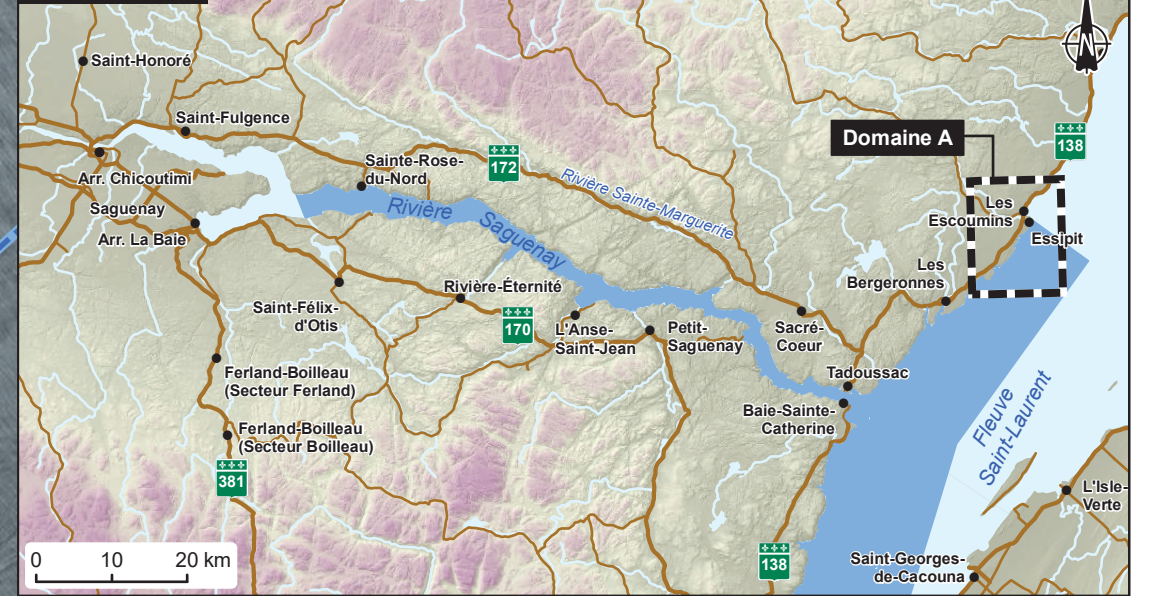 N
Saint-Honoré
138
Domaine A
Saint-Fulgence
Arr. Chicoutimi
Sainte-Rose-
du-Nord
172
Rivière Sainte-Marguerite
Saguenay
Arr. La Baie
Rivière Saguenay
Les
Escoumins
Essipit
Les
Bergeronnes
Saint-Félix-
d'Otis
Rivière-Éternité
170
L'Anse-
Saint-Jean
Petit-
Saguenay
Sacré-
Coeur
Tadoussac
Ferland-Boilleau
(Secteur Ferland)
Baie-Sainte-
Catherine
Fleuve
Saint-Laurent
Ferland-Boilleau
(Secteur Boilleau)
381
L'Isle-
Verte
138
Saint-Georges-
de-Cacouna
0 10 20 km